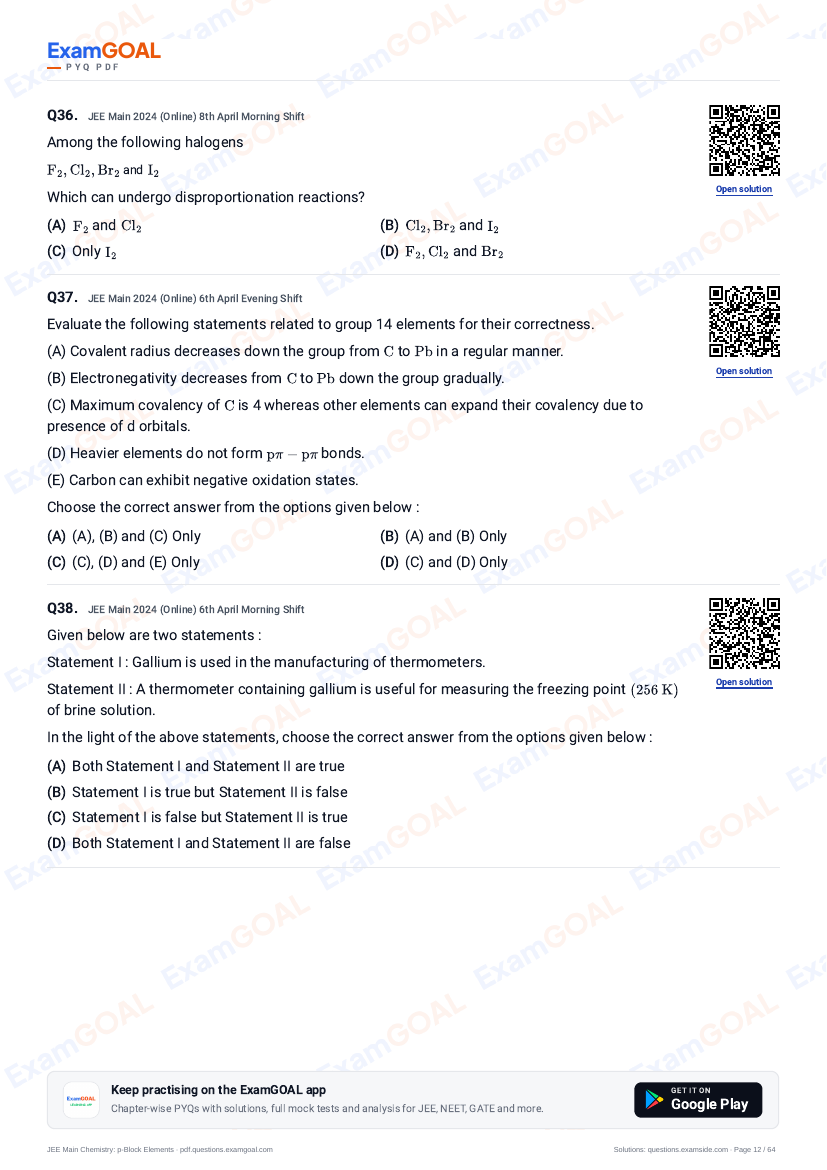 ExamGOAL
PYQ PDF
Q36. JEE Main 2024 (Online) 8th April Morning Shift
Among the following halogens
F₂, Cl₂, Br₂ and I₂
Which can undergo disproportionation reactions?
(A) F₂ and Cl₂
(B) Cl₂, Br₂ and I₂
(C) Only I₂
(D) F₂, Cl₂ and Br₂
Open solution
Q37. JEE Main 2024 (Online) 6th April Evening Shift
Evaluate the following statements related to group 14 elements for their correctness.
(A) Covalent radius decreases down the group from C to Pb in a regular manner.
(B) Electronegativity decreases from C to Pb down the group gradually.
(C) Maximum covalency of C is 4 whereas other elements can expand their covalency due to
presence of d orbitals.
(D) Heavier elements do not form pπ − pπ bonds.
(E) Carbon can exhibit negative oxidation states.
Choose the correct answer from the options given below :
(A) (A), (B) and (C) Only
(B) (A) and (B) Only
(C) (C), (D) and (E) Only
(D) (C) and (D) Only
Open solution
Q38. JEE Main 2024 (Online) 6th April Morning Shift
Given below are two statements :
Statement I : Gallium is used in the manufacturing of thermometers.
Statement II : A thermometer containing gallium is useful for measuring the freezing point (256 K)
of brine solution.
In the light of the above statements, choose the correct answer from the options given below :
(A) Both Statement I and Statement II are true
(B) Statement I is true but Statement II is false
(C) Statement I is false but Statement II is true
(D) Both Statement I and Statement II are false
Open solution
ExamGOAL
Keep practising on the ExamGOAL app
Chapter-wise PYQs with solutions, full mock tests and analysis for JEE, NEET, GATE and more.
GET IT ON
Google Play
JEE Main Chemistry: p-Block Elements · pdf.questions.examgoal.com
Solutions: questions.examside.com · Page 12 / 64